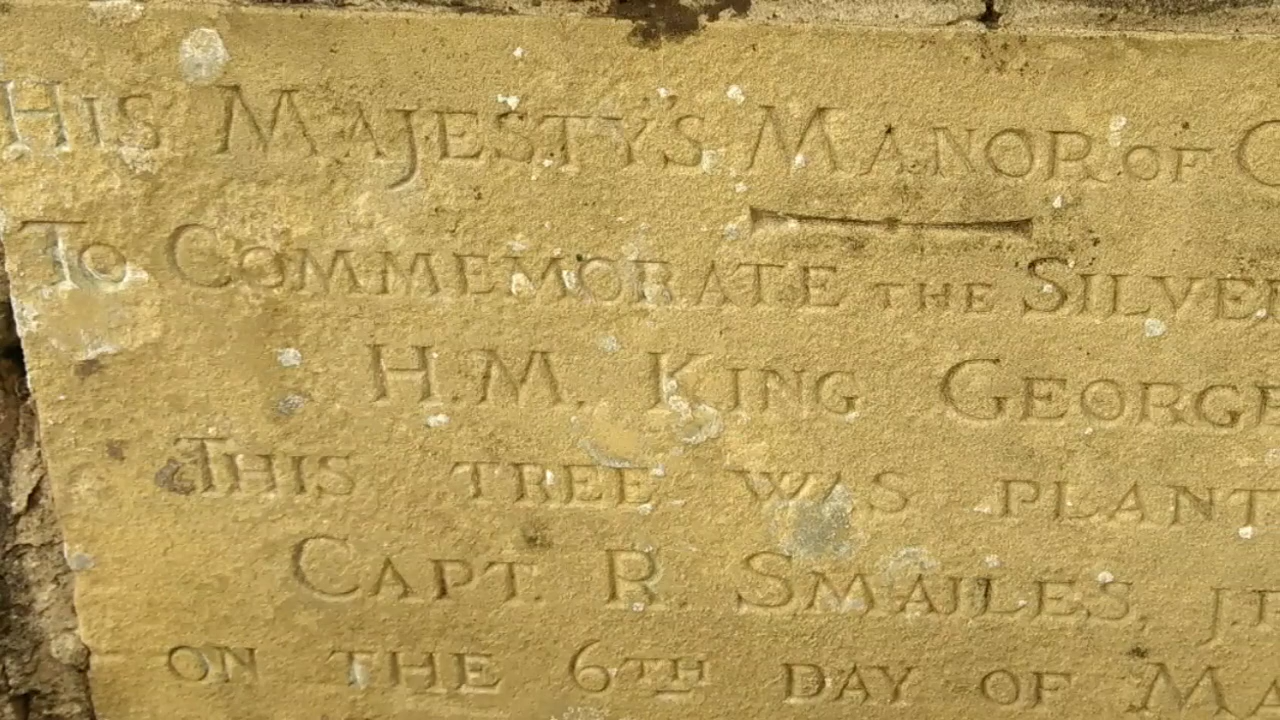 HIS MAJESTY'S MANOR OF
TO COMMEMORATE THE SILVER
H.M. KING GEORGE
THIS TREE WAS PLANT
CAPT. R. SMAILES, J.P
ON THE 6TH DAY OF MA